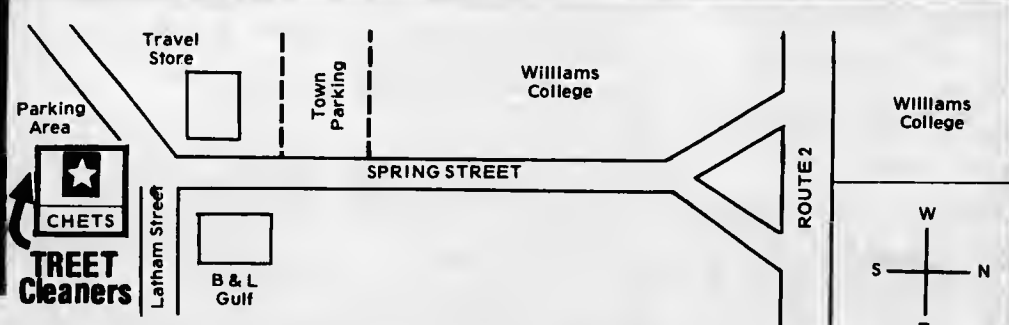 Travel
Store
Town
Parking
Williams
College
Williams
College
Parking
Area
CHETS
TREET
Cleaners
Latham Street
B & L
Gulf
SPRING STREET
ROUTE 2
W
S
N